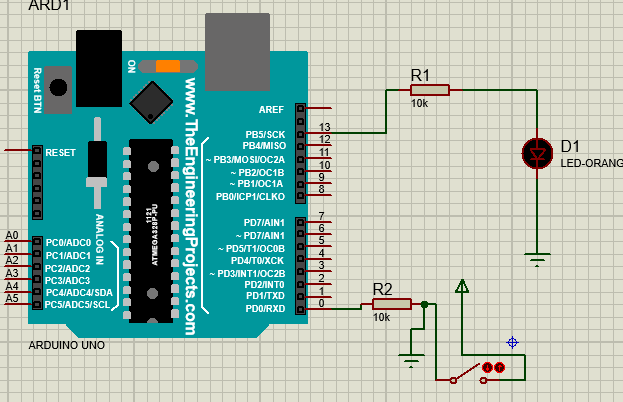 ARD1
Reset BTN
ON
www.TheEngineeringProjects.com
R1
10k
AREF
PB5/SCK 13
PB4/MISO 12
~ PB3/MOSI/OC2A 11
~ PB2/OC1B 10
~ PB1/OC1A 9
PB0/ICP1/CLKO 8
D1
LED-ORANG
RESET
ANALOG IN
1121
ATMEGA328P-PU
PD7/AIN1 7
~ PD7/AIN1 6
~ PD5/T1/OC0B 5
PD4/T0/XCK 4
~ PD3/INT1/OC2B 3
PD2/INT0 2
PD1/TXD 1
PD0/RXD 0
A0 PC0/ADC0
A1 PC1/ADC1
A2 PC2/ADC2
A3 PC3/ADC3
A4 PC4/ADC4/SDA
A5 PC5/ADC5/SCL
R2
10k
ARDUINO UNO